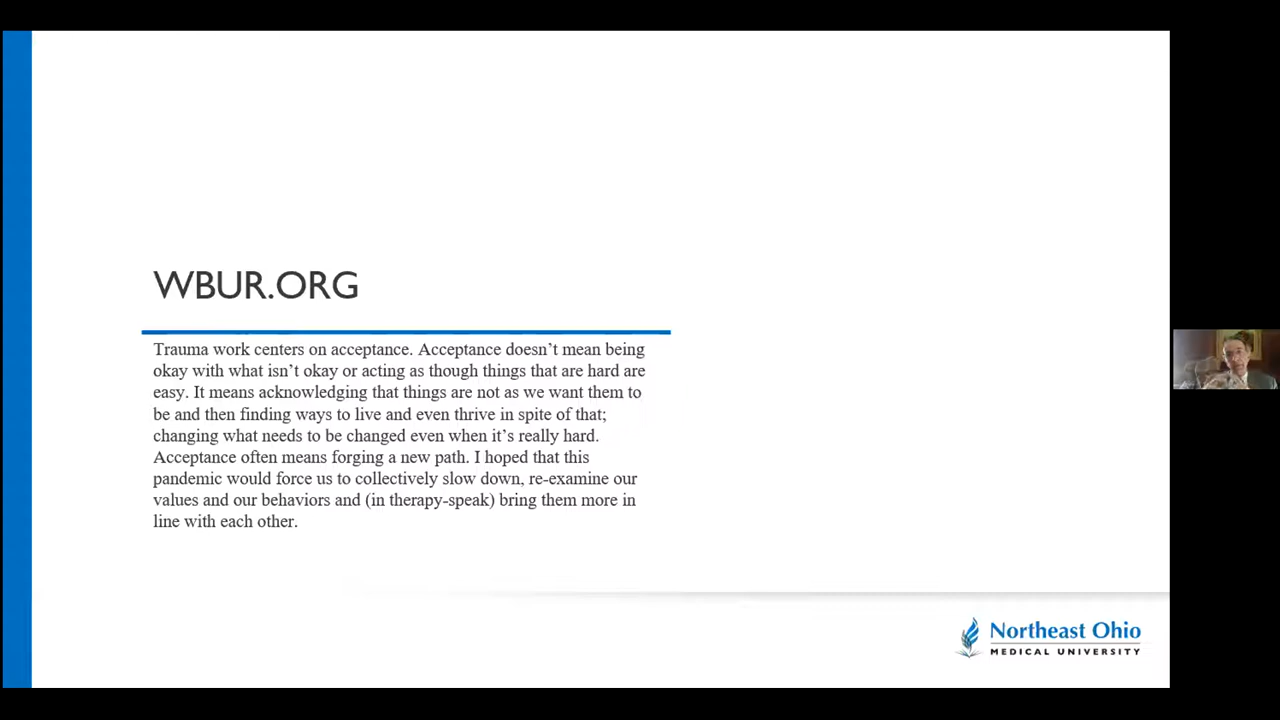 WBUR.ORG
Trauma work centers on acceptance. Acceptance doesn’t mean being
okay with what isn’t okay or acting as though things that are hard are
easy. It means acknowledging that things are not as we want them to
be and then finding ways to live and even thrive in spite of that;
changing what needs to be changed even when it’s really hard.
Acceptance often means forging a new path. I hoped that this
pandemic would force us to collectively slow down, re-examine our
values and our behaviors and (in therapy-speak) bring them more in
line with each other.
Northeast Ohio
MEDICAL UNIVERSITY